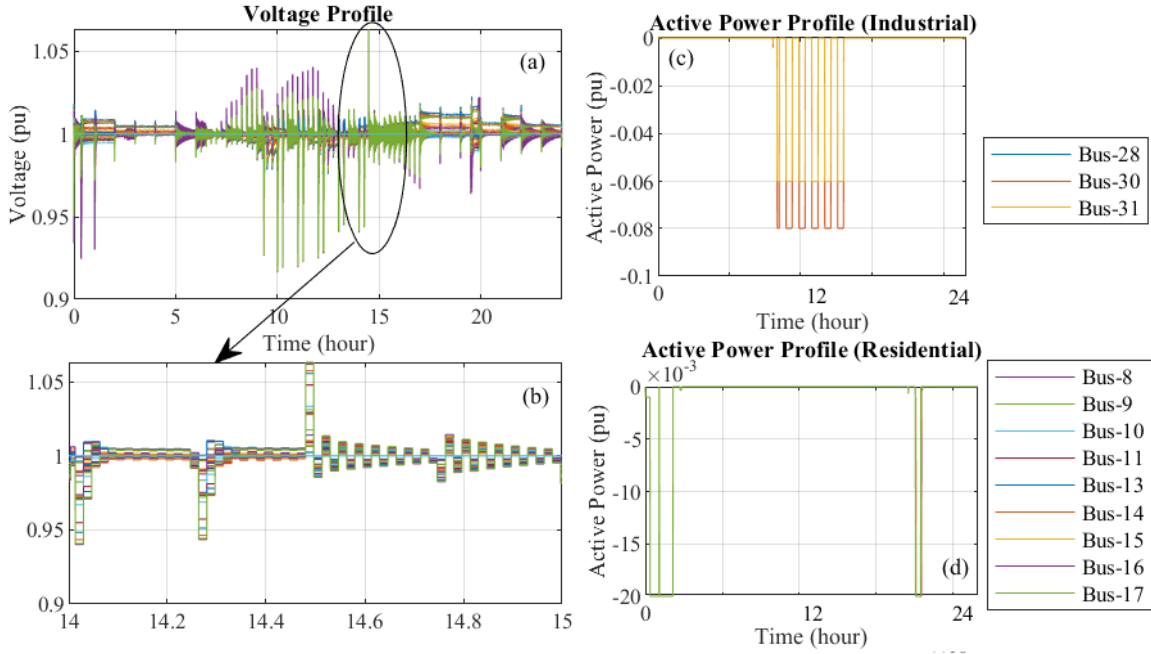 Voltage Profile
1.05
1
0.95
0.9
(a)
Voltage (pu)
0 5 10 15 20
Time (hour)
1.05
1
0.95
0.9
(b)
14 14.2 14.4 14.6 14.8 15
Active Power Profile (Industrial)
0
-0.02
-0.04
-0.06
-0.08
-0.1
(c)
Active Power (pu)
0 12 24
Time (hour)
Bus-28
Bus-30
Bus-31
Active Power Profile (Residential)
×10-3
0
-5
-10
-15
-20
(d)
Active Power (pu)
0 12 24
Time (hour)
Bus-8
Bus-9
Bus-10
Bus-11
Bus-13
Bus-14
Bus-15
Bus-16
Bus-17